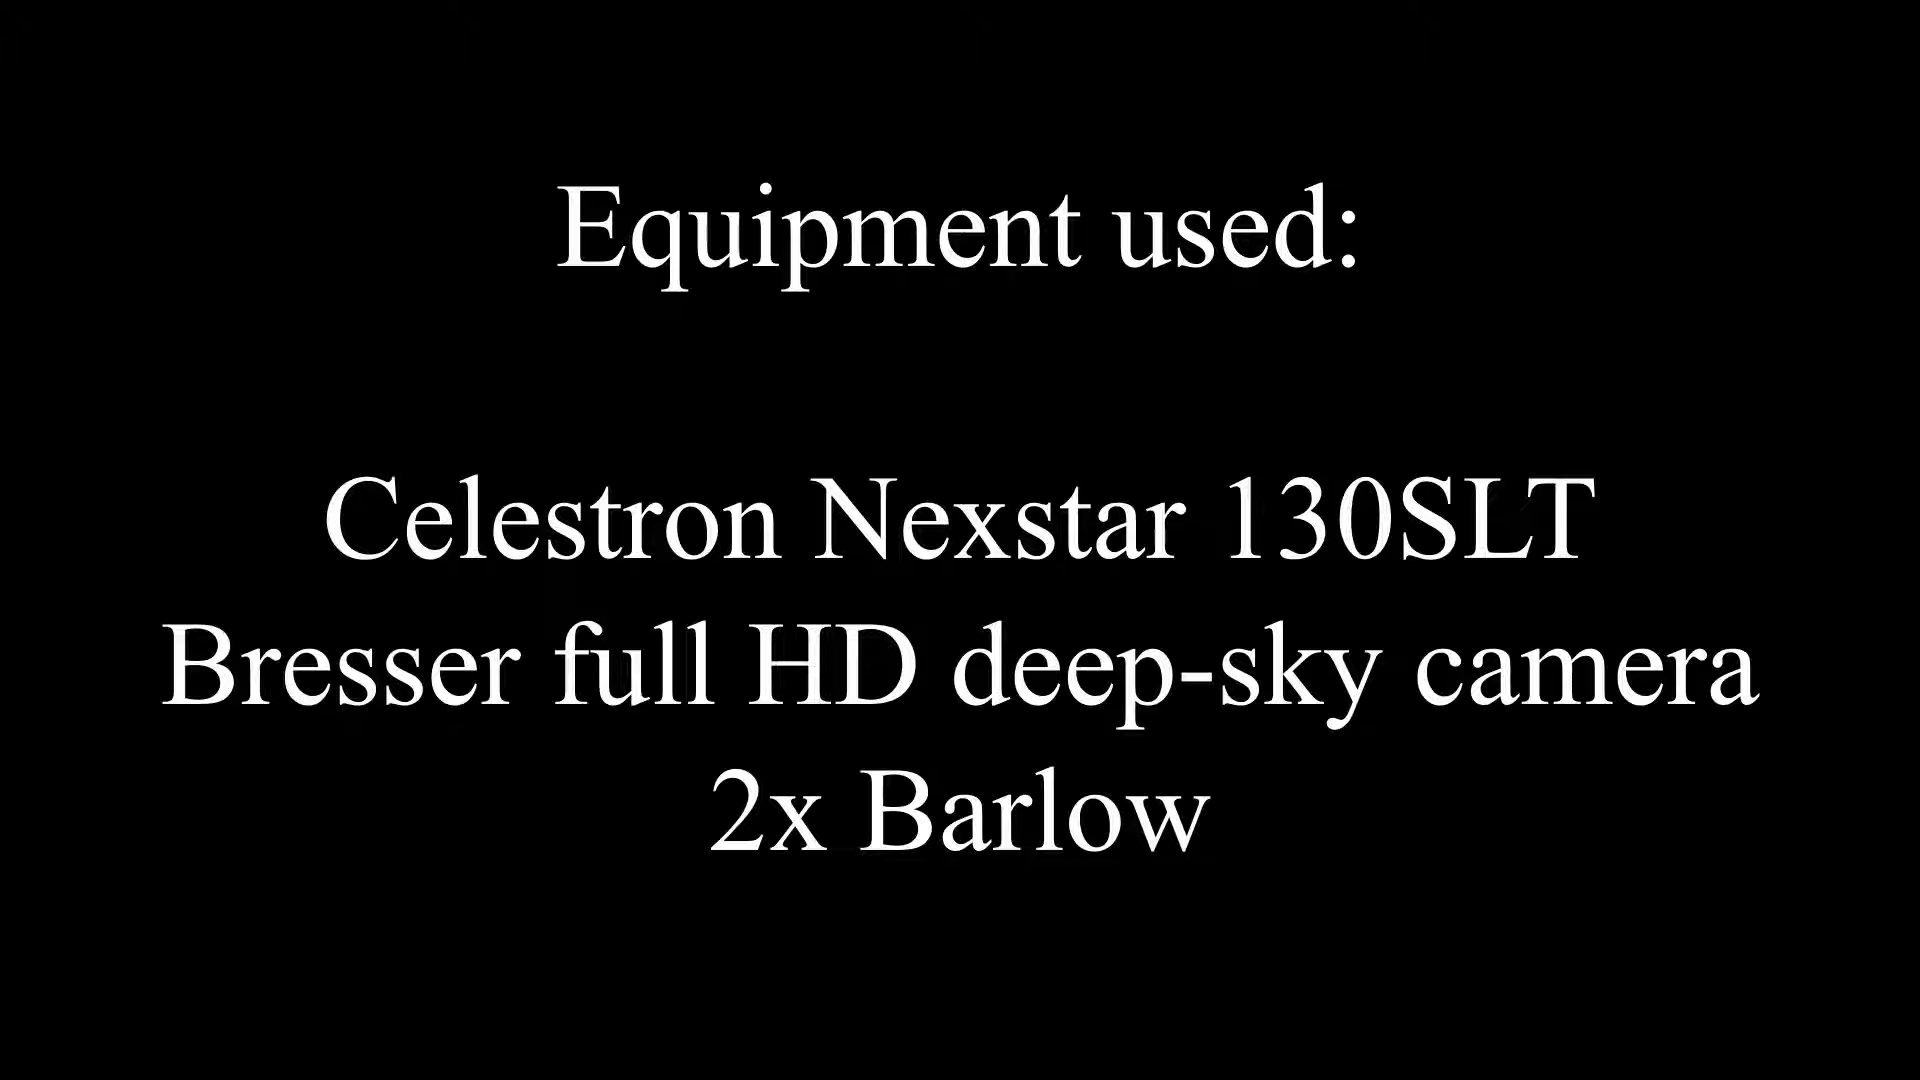 Equipment used:
Celestron Nexstar 130SLT
Bresser full HD deep-sky camera
2x Barlow